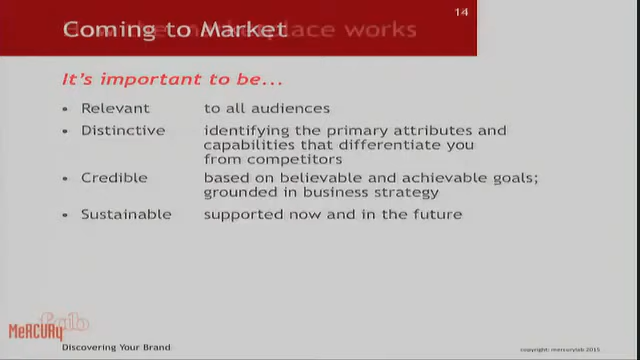 14
Coming to Market
It's important to be...
• Relevant to all audiences
• Distinctive identifying the primary attributes and
capabilities that differentiate you
from competitors
• Credible based on believable and achievable goals;
grounded in business strategy
• Sustainable supported now and in the future
MeRCURy
lab
Discovering Your Brand
copyright: mercurylab 2015